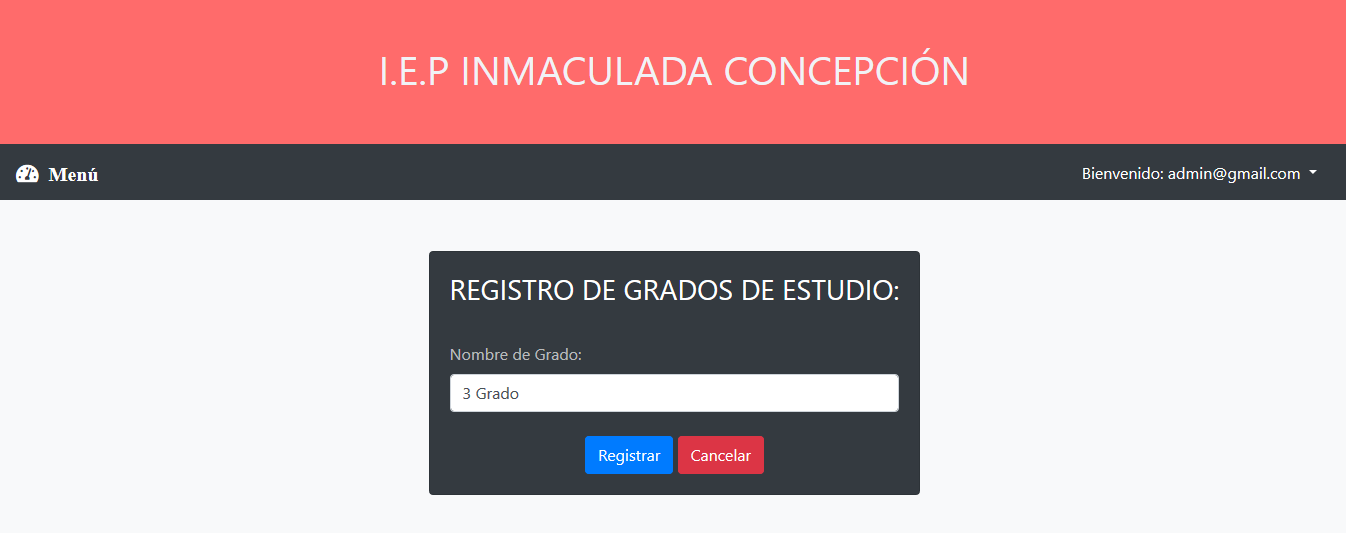 I.E.P INMACULADA CONCEPCIÓN
Menú
Bienvenido: admin@gmail.com
REGISTRO DE GRADOS DE ESTUDIO:
Nombre de Grado:
3 Grado
Registrar Cancelar